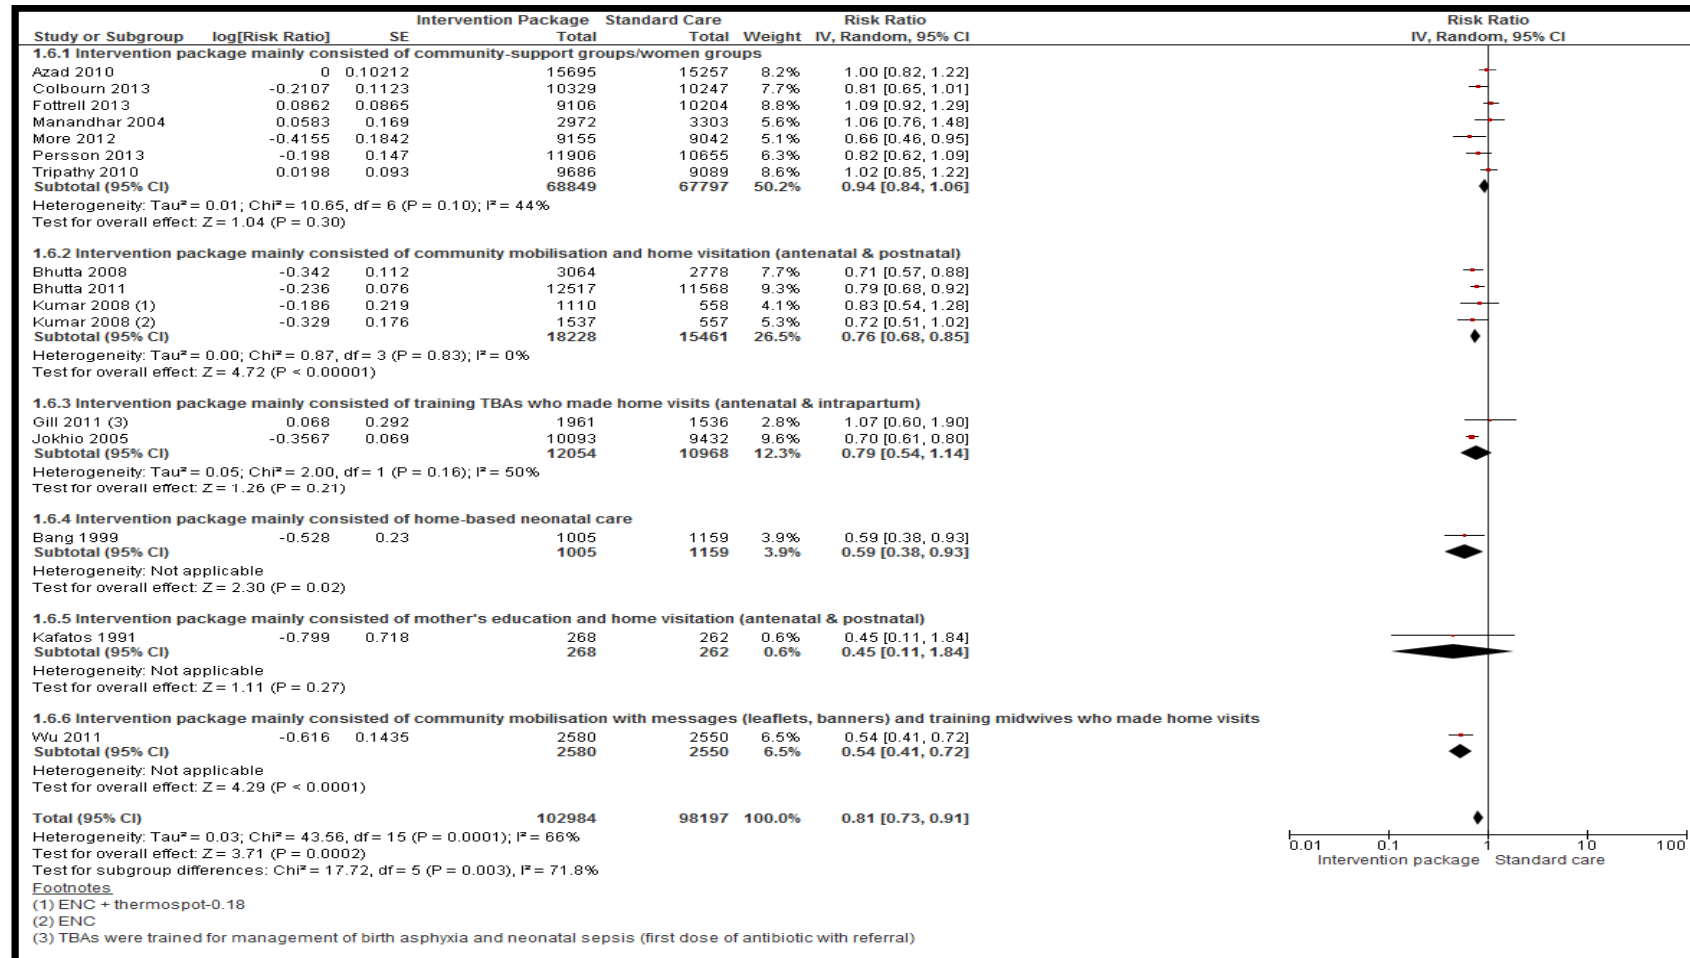 Intervention Package Standard Care Risk Ratio Risk Ratio
Study or Subgroup log[Risk Ratio] SE Total Total Weight IV, Random, 95% CI IV, Random, 95% CI
1.6.1 Intervention package mainly consisted of community-support groups/women groups
Azad 2010 0 0.10212 15695 15257 8.2% 1.00 [0.82, 1.22]
Colbourn 2013 -0.2107 0.1123 10329 10247 7.7% 0.81 [0.65, 1.01]
Fottrell 2013 0.0862 0.0865 9106 10204 8.8% 1.09 [0.92, 1.29]
Manandhar 2004 0.0583 0.169 2972 3303 5.6% 1.06 [0.76, 1.48]
More 2012 -0.4155 0.1842 9155 9042 5.1% 0.66 [0.46, 0.95]
Persson 2013 -0.198 0.147 11906 10655 6.3% 0.82 [0.62, 1.09]
Tripathy 2010 0.0198 0.093 9686 9089 8.6% 1.02 [0.85, 1.22]
Subtotal (95% CI) 68849 67797 50.2% 0.94 [0.84, 1.06]
Heterogeneity: Tau² = 0.01; Chi² = 10.65, df = 6 (P = 0.10); I² = 44%
Test for overall effect: Z = 1.04 (P = 0.30)
1.6.2 Intervention package mainly consisted of community mobilisation and home visitation (antenatal & postnatal)
Bhutta 2008 -0.342 0.112 3064 2778 7.7% 0.71 [0.57, 0.88]
Bhutta 2011 -0.236 0.076 12517 11568 9.3% 0.79 [0.68, 0.92]
Kumar 2008 (1) -0.186 0.219 1110 558 4.1% 0.83 [0.54, 1.28]
Kumar 2008 (2) -0.329 0.176 1537 557 5.3% 0.72 [0.51, 1.02]
Subtotal (95% CI) 18228 15461 26.5% 0.76 [0.68, 0.85]
Heterogeneity: Tau² = 0.00; Chi² = 0.87, df = 3 (P = 0.83); I² = 0%
Test for overall effect: Z = 4.72 (P < 0.00001)
1.6.3 Intervention package mainly consisted of training TBAs who made home visits (antenatal & intrapartum)
Gill 2011 (3) 0.068 0.292 1961 1536 2.8% 1.07 [0.60, 1.90]
Jokhio 2005 -0.3567 0.069 10093 9432 9.6% 0.70 [0.61, 0.80]
Subtotal (95% CI) 12054 10968 12.3% 0.79 [0.54, 1.14]
Heterogeneity: Tau² = 0.05; Chi² = 2.00, df = 1 (P = 0.16); I² = 50%
Test for overall effect: Z = 1.26 (P = 0.21)
1.6.4 Intervention package mainly consisted of home-based neonatal care
Bang 1999 -0.528 0.23 1005 1159 3.9% 0.59 [0.38, 0.93]
Subtotal (95% CI) 1005 1159 3.9% 0.59 [0.38, 0.93]
Heterogeneity: Not applicable
Test for overall effect: Z = 2.30 (P = 0.02)
1.6.5 Intervention package mainly consisted of mother's education and home visitation (antenatal & postnatal)
Kafatos 1991 -0.799 0.718 268 262 0.6% 0.45 [0.11, 1.84]
Subtotal (95% CI) 268 262 0.6% 0.45 [0.11, 1.84]
Heterogeneity: Not applicable
Test for overall effect: Z = 1.11 (P = 0.27)
1.6.6 Intervention package mainly consisted of community mobilisation with messages (leaflets, banners) and training midwives who made home visits
Wu 2011 -0.616 0.1435 2580 2550 6.5% 0.54 [0.41, 0.72]
Subtotal (95% CI) 2580 2550 6.5% 0.54 [0.41, 0.72]
Heterogeneity: Not applicable
Test for overall effect: Z = 4.29 (P < 0.0001)
Total (95% CI) 102984 98197 100.0% 0.81 [0.73, 0.91]
Heterogeneity: Tau² = 0.03; Chi² = 43.56, df = 15 (P = 0.0001); I² = 66%
Test for overall effect: Z = 3.71 (P = 0.0002)
Test for subgroup differences: Chi² = 17.72, df = 5 (P = 0.003), I² = 71.8%
0.01 0.1 1 10 100
Intervention package Standard care
Footnotes
(1) ENC + thermospot-0.18
(2) ENC
(3) TBAs were trained for management of birth asphyxia and neonatal sepsis (first dose of antibiotic with referral)